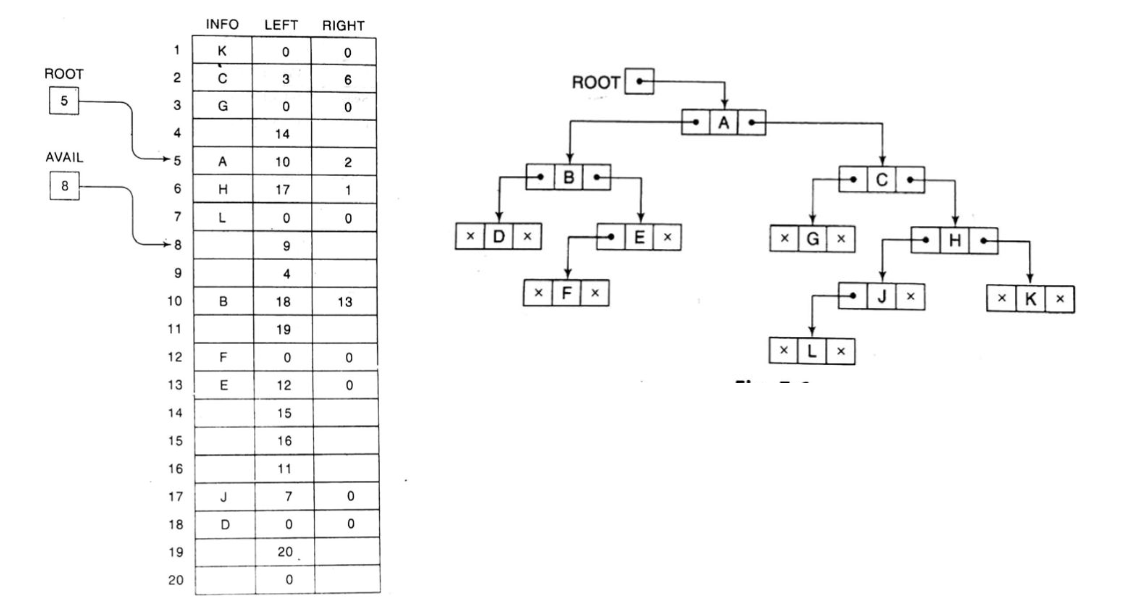 INFO LEFT RIGHT
1 K 0 0
2 C 3 6
3 G 0 0
4 14
5 A 10 2
6 H 17 1
7 L 0 0
8 9
9 4
10 B 18 13
11 19
12 F 0 0
13 E 12 0
14 15
15 16
16 11
17 J 7 0
18 D 0 0
19 20
20 0
ROOT
5
AVAIL
8
ROOT
A
B C
× D × E × × G × H
× F × J × × K ×
× L ×